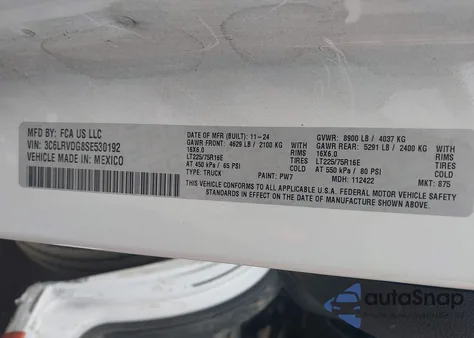 MFD BY: FCA US LLC
VIN: 3C6LRVDG8SE530192
VEHICLE MADE IN: MEXICO
DATE OF MFR (BUILT): 11-24
GAWR FRONT: 4629 LB / 2100 KG WITH
16X6.0 RIMS
LT225/75R16E TIRES
AT 450 kPa / 65 PSI COLD
TYPE: TRUCK PAINT: PW7
GVWR: 8900 LB / 4037 KG
GAWR REAR: 5291 LB / 2400 KG WITH
16X6.0 RIMS
LT225/75R16E TIRES
AT 550 kPa / 80 PSI COLD
MDH: 112422 MKT: 875
THIS VEHICLE CONFORMS TO ALL APPLICABLE U.S.A. FEDERAL MOTOR VEHICLE SAFETY
STANDARDS IN EFFECT ON THE DATE OF MANUFACTURE SHOWN ABOVE.
autoSnap